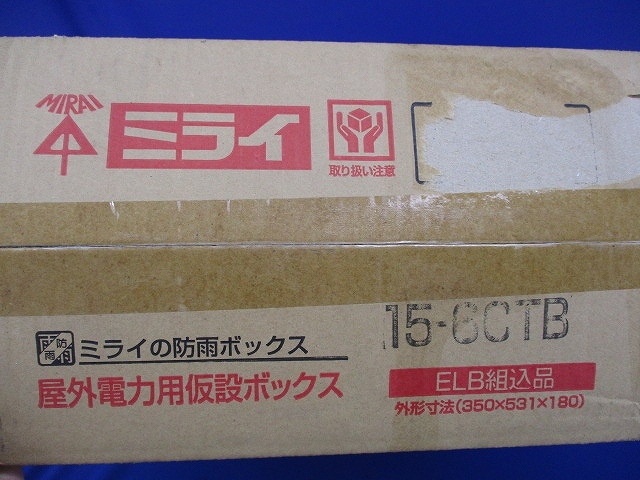 MIRAI
ミライ
取り扱い注意
15-6CTB
防雨
ミライの防雨ボックス
屋外電力用仮設ボックス
ELB組込品
外形寸法(350×531×180)